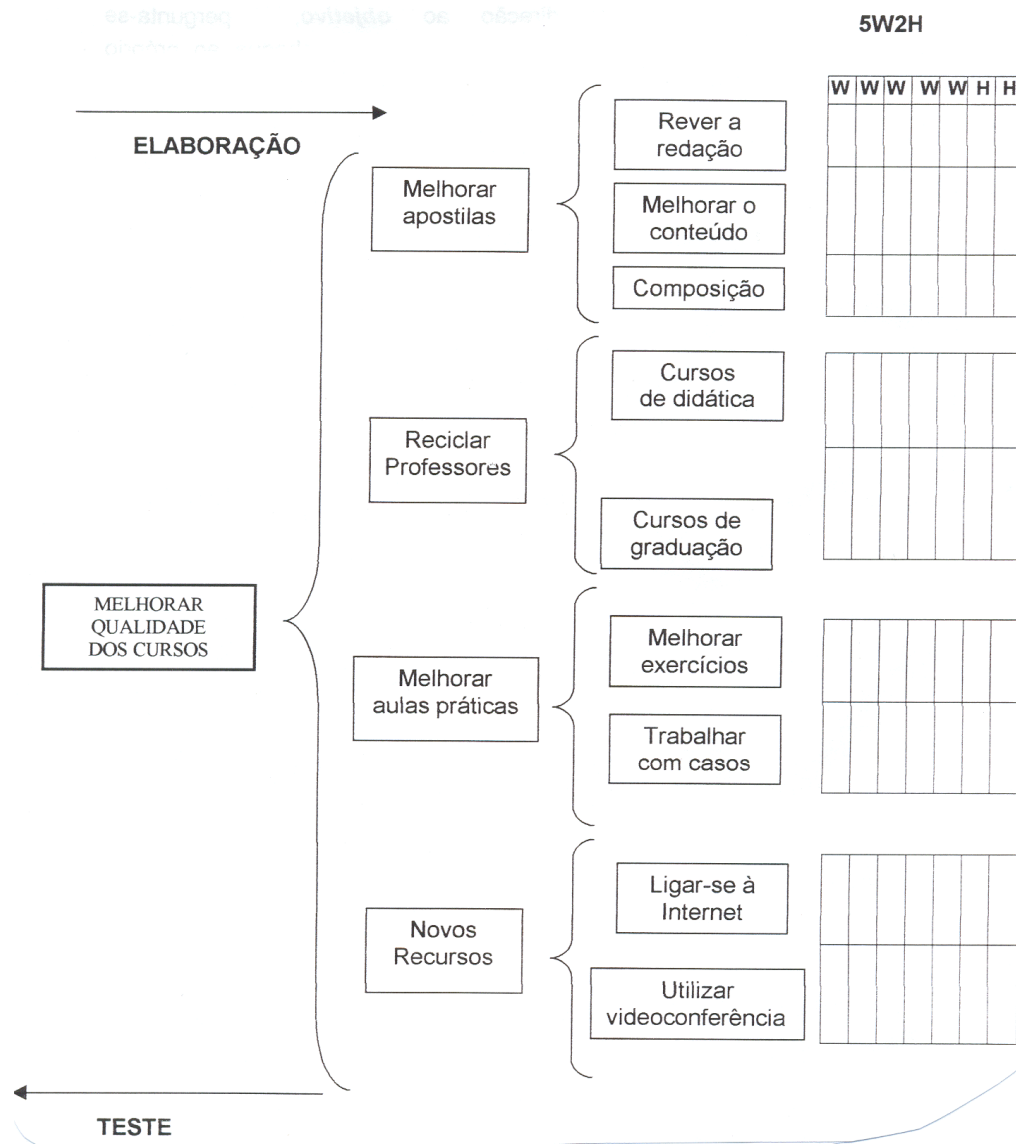 5W2H
W W W W W H H
ELABORAÇÃO
Rever a
redação
Melhorar
apostilas
Melhorar o
conteúdo
Composição
Cursos
de didática
Reciclar
Professores
Cursos de
graduação
MELHORAR
QUALIDADE
DOS CURSOS
Melhorar
exercícios
Melhorar
aulas práticas
Trabalhar
com casos
Ligar-se à
Internet
Novos
Recursos
Utilizar
videoconferência
TESTE